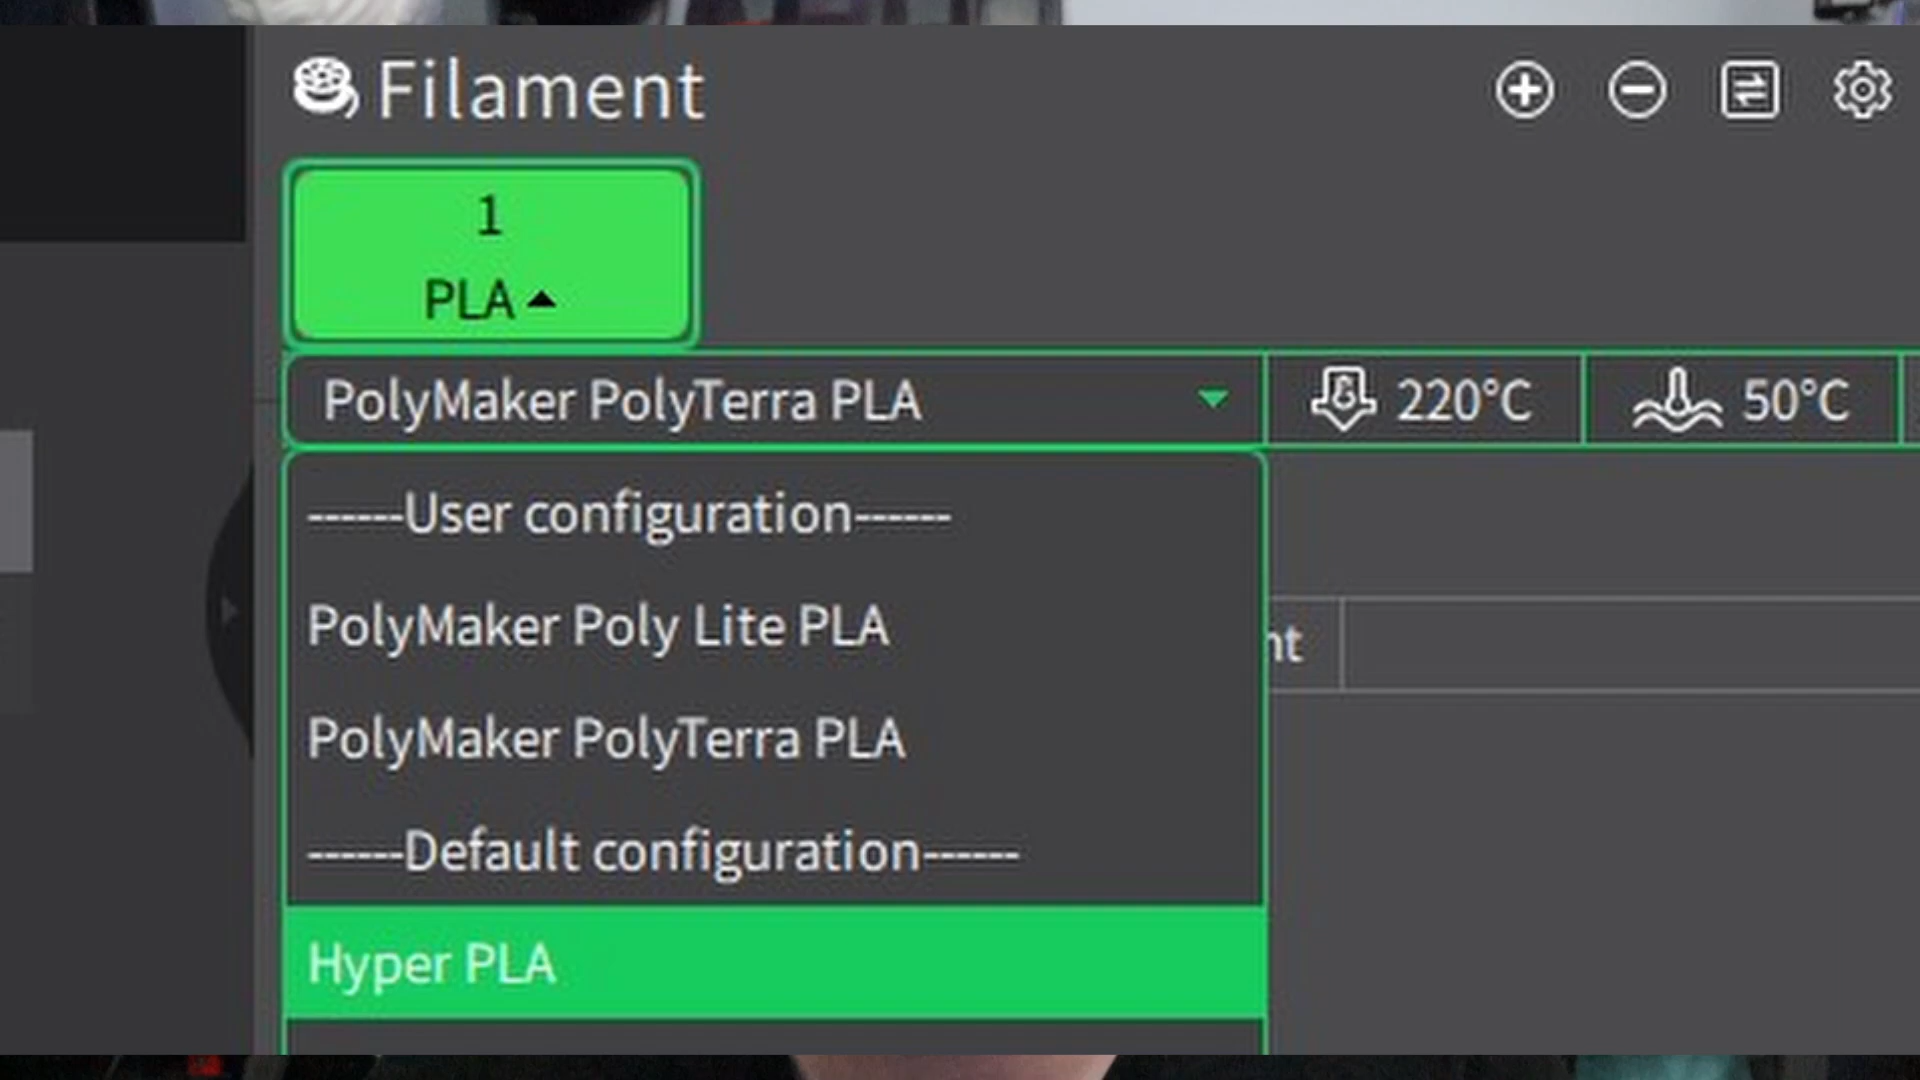 Filament
1
PLA
PolyMaker PolyTerra PLA
220°C
50°C
------User configuration------
PolyMaker Poly Lite PLA
PolyMaker PolyTerra PLA
------Default configuration------
Hyper PLA
nt